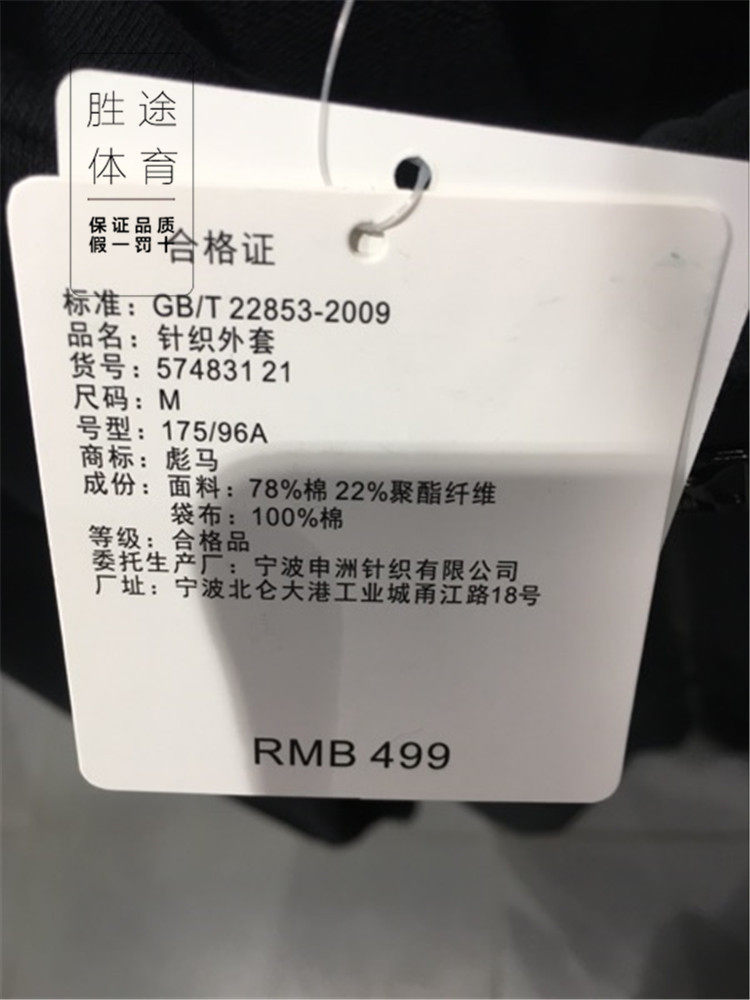 胜途
体育
保证品质
假一罚十
合格证
标准：GB/T 22853-2009
品名：针织外套
货号：574831 21
尺码：M
号型：175/96A
商标：彪马
成份：面料：78%棉 22%聚酯纤维
袋布：100%棉
等级：合格品
委托生产厂：宁波申洲针织有限公司
厂址：宁波北仑大港工业城甬江路18号
RMB 499